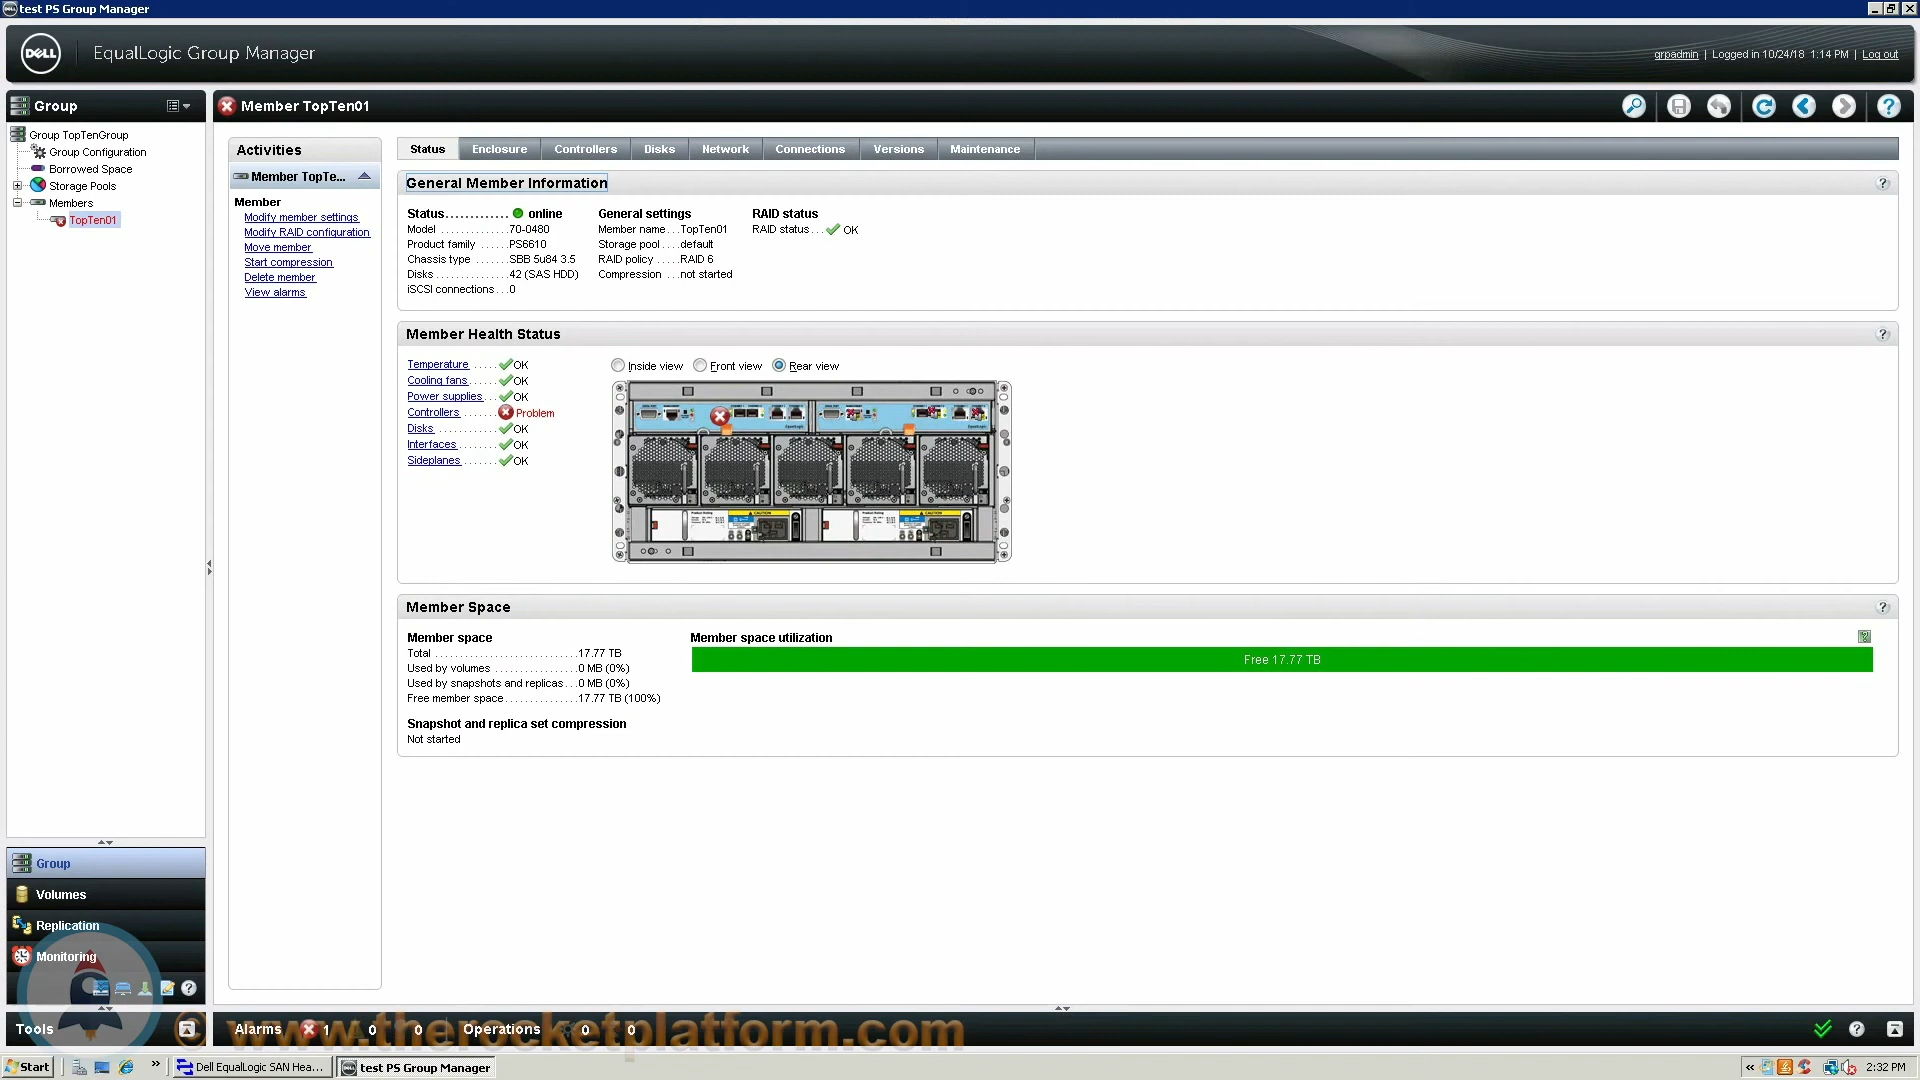 test PS Group Manager
DELL
EqualLogic Group Manager
grpadmin | Logged in 10/24/18 1:14 PM | Log out
Group
Member TopTen01
Group TopTenGroup
Group Configuration
Borrowed Space
Storage Pools
Members
TopTen01
Activities
Member TopTe...
Member
Modify member settings
Modify RAID configuration
Move member
Start compression
Delete member
View alarms
Status Enclosure Controllers Disks Network Connections Versions Maintenance
General Member Information
Status............ online
Model .............70-0480
Product family ......PS6610
Chassis type .......SBB 5u84 3.5
Disks ..............42 (SAS HDD)
iSCSI connections...0
General settings
Member name...TopTen01
Storage pool ....default
RAID policy .....RAID 6
Compression ...not started
RAID status
RAID status... OK
Member Health Status
Temperature ..... OK
Cooling fans ..... OK
Power supplies... OK
Controllers ....... Problem
Disks ............ OK
Interfaces ........ OK
Sideplanes ....... OK
Inside view Front view Rear view
Member Space
Member space
Total ............................17.77 TB
Used by volumes .................0 MB (0%)
Used by snapshots and replicas...0 MB (0%)
Free member space...............17.77 TB (100%)
Snapshot and replica set compression
Not started
Member space utilization
Free 17.77 TB
Group
Volumes
Replication
Monitoring
Tools
Alarms 1 0 0 Operations 0 0
© www.therocketplatform.com
Start
Dell EqualLogic SAN Hea...
test PS Group Manager
2:32 PM